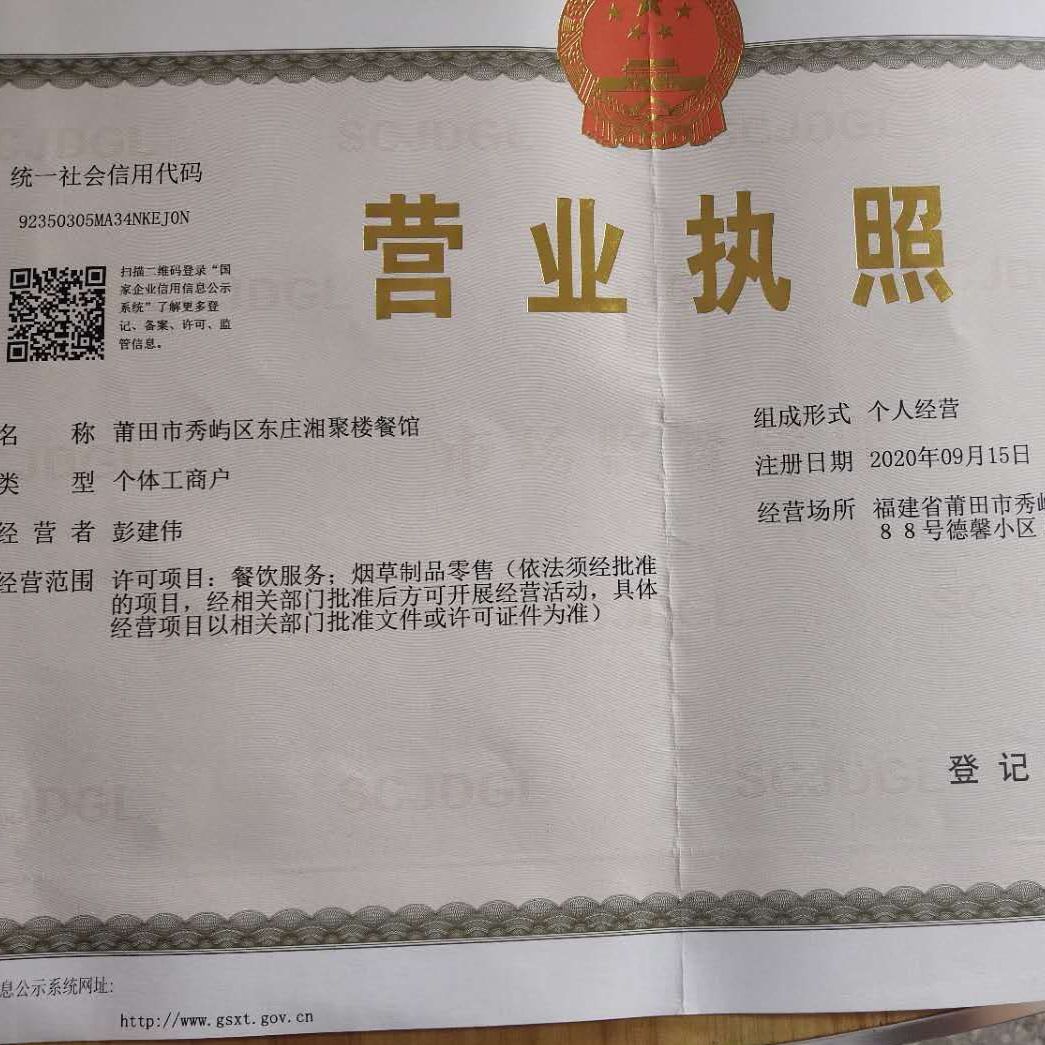 统一社会信用代码
92350305MA34NKEJ0N
扫描二维码登录“国
家企业信用信息公示
系统”了解更多登
记、备案、许可、监
管信息。
营业执照
名称 莆田市秀屿区东庄湘聚楼餐馆
类型 个体工商户
经营者 彭建伟
经营范围 许可项目：餐饮服务；烟草制品零售（依法须经批准
的项目，经相关部门批准后方可开展经营活动，具体
经营项目以相关部门批准文件或许可证件为准）
组成形式 个人经营
注册日期 2020年09月15日
经营场所 福建省莆田市秀屿
88号德馨小区
登记
SCJDGL
息公示系统网址:
http://www.gsxt.gov.cn